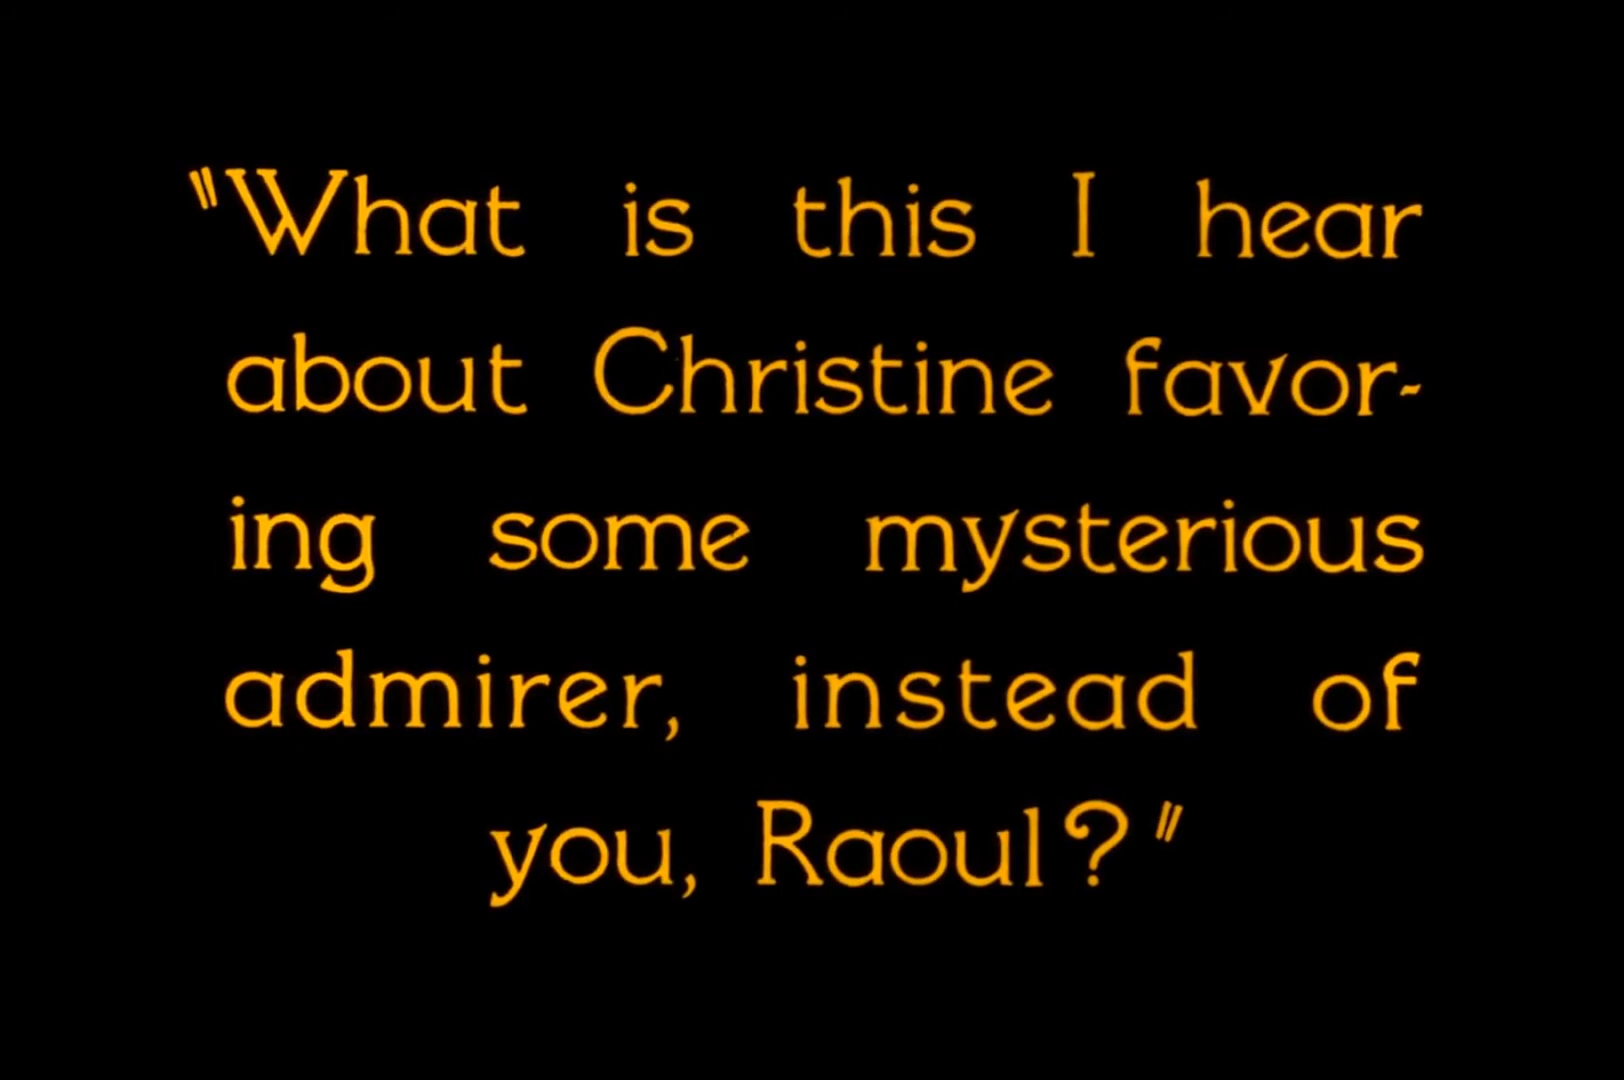 "What is this I hear
about Christine favor-
ing some mysterious
admirer, instead of
you, Raoul?"